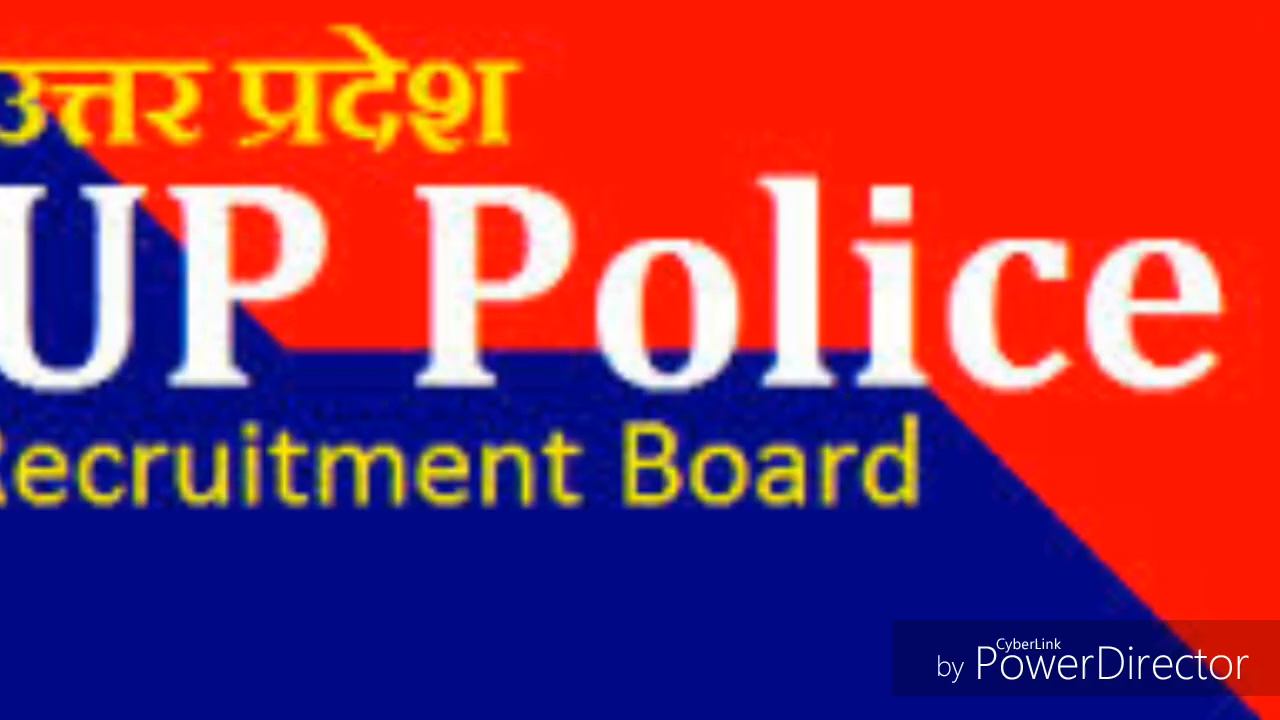 उत्तर प्रदेश
UP Police
Recruitment Board
by CyberLink PowerDirector